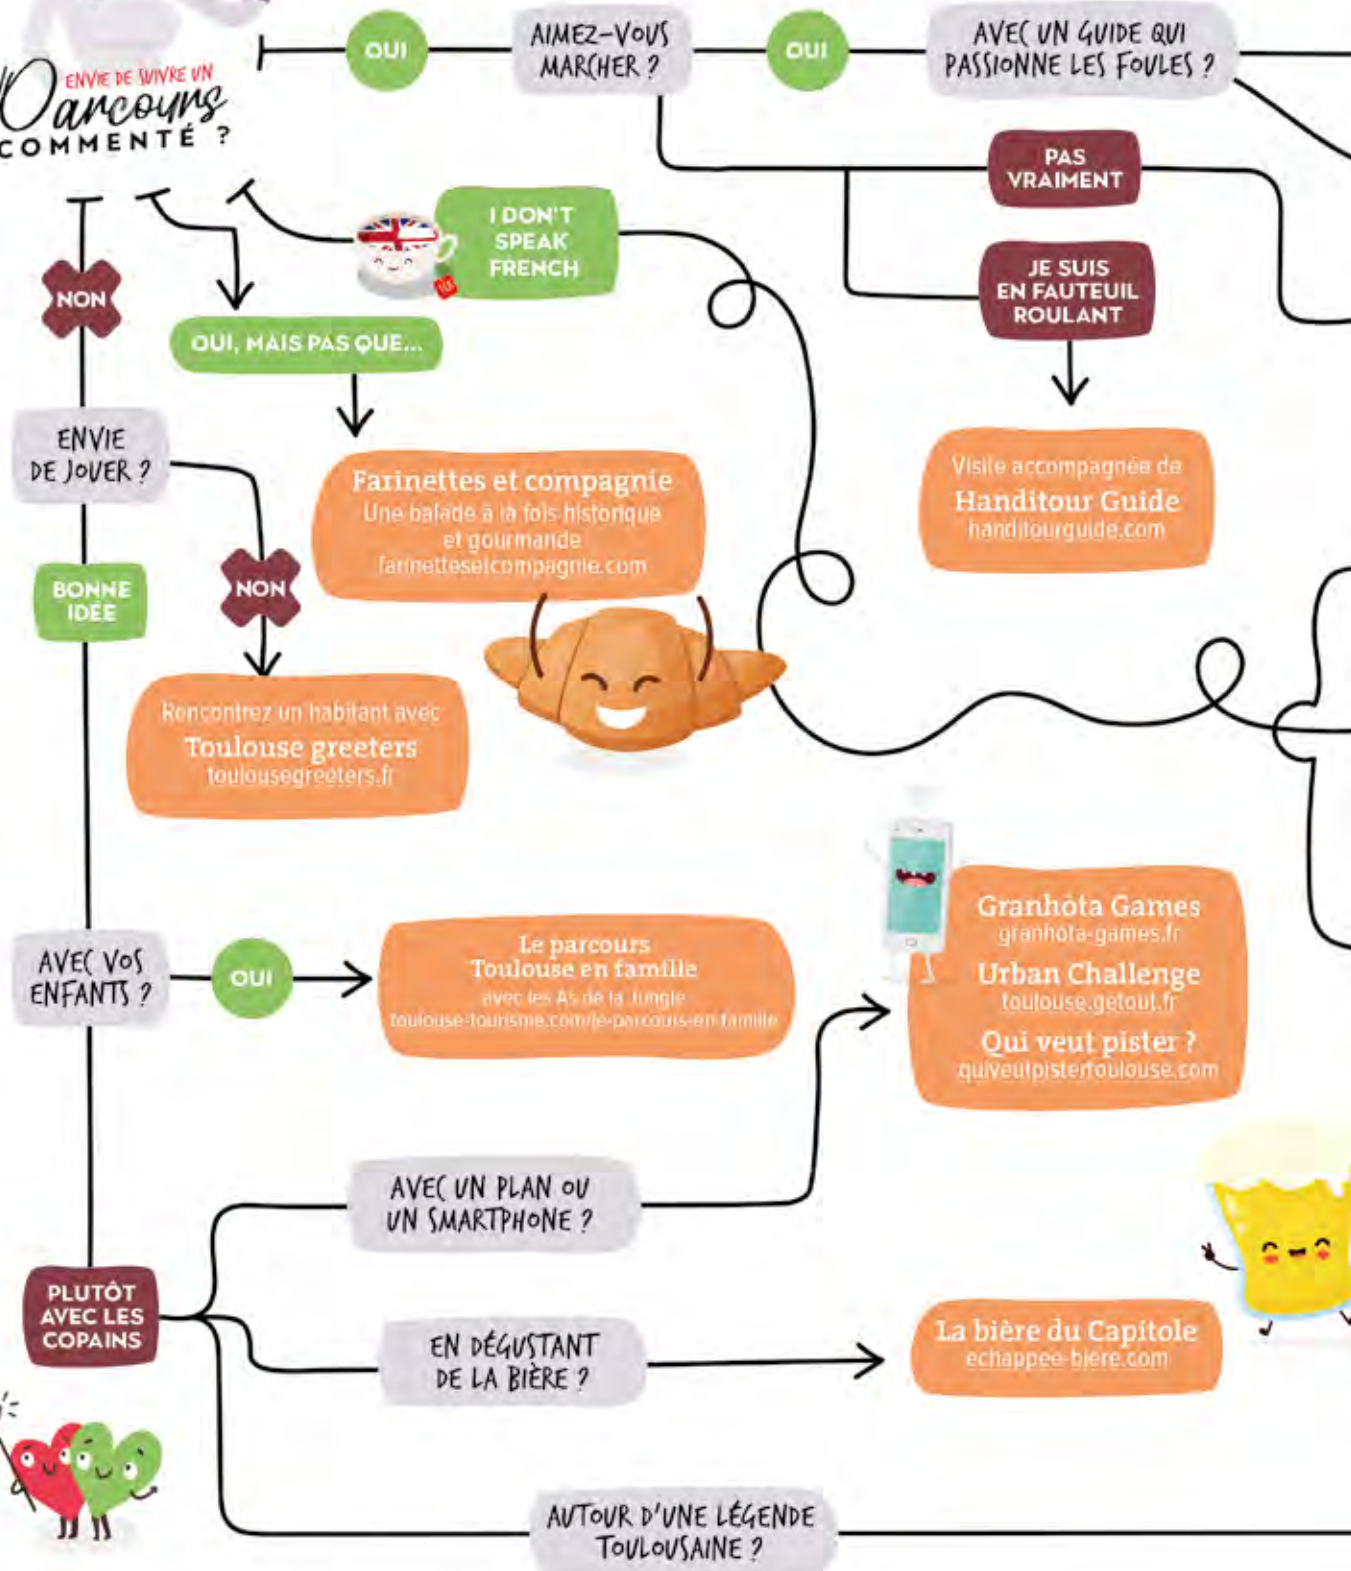 ENVIE DE SUIVRE UN
Parcours
COMMENTÉ ?
OUI
AIMEZ-VOUS
MARCHER ?
OUI
AVEC UN GUIDE QUI
PASSIONNE LES FOULES ?
PAS
VRAIMENT
JE SUIS
EN FAUTEUIL
ROULANT
Visite accompagnée de
Handitour Guide
handitourguide.com
I DON'T
SPEAK
FRENCH
OUI, MAIS PAS QUE...
Farinettes et compagnie
Une balade à la fois historique
et gourmande
farinettesetcompagnie.com
NON
ENVIE
DE JOUER ?
NON
Rencontrez un habitant avec
Toulouse greeters
toulousegreeters.fr
BONNE
IDÉE
AVEC VOS
ENFANTS ?
OUI
Le parcours
Toulouse en famille
avec les As de la Jungle
toulouse-tourisme.com/le-parcours-en-famille
PLUTÔT
AVEC LES
COPAINS
AVEC UN PLAN OU
UN SMARTPHONE ?
Granhòta Games
granhota-games.fr
Urban Challenge
toulouse.getout.fr
Qui veut pister ?
quiveutpistertoulouse.com
EN DÉGUSTANT
DE LA BIÈRE ?
La bière du Capitole
echappee-biere.com
AUTOUR D'UNE LÉGENDE
TOULOUSAINE ?